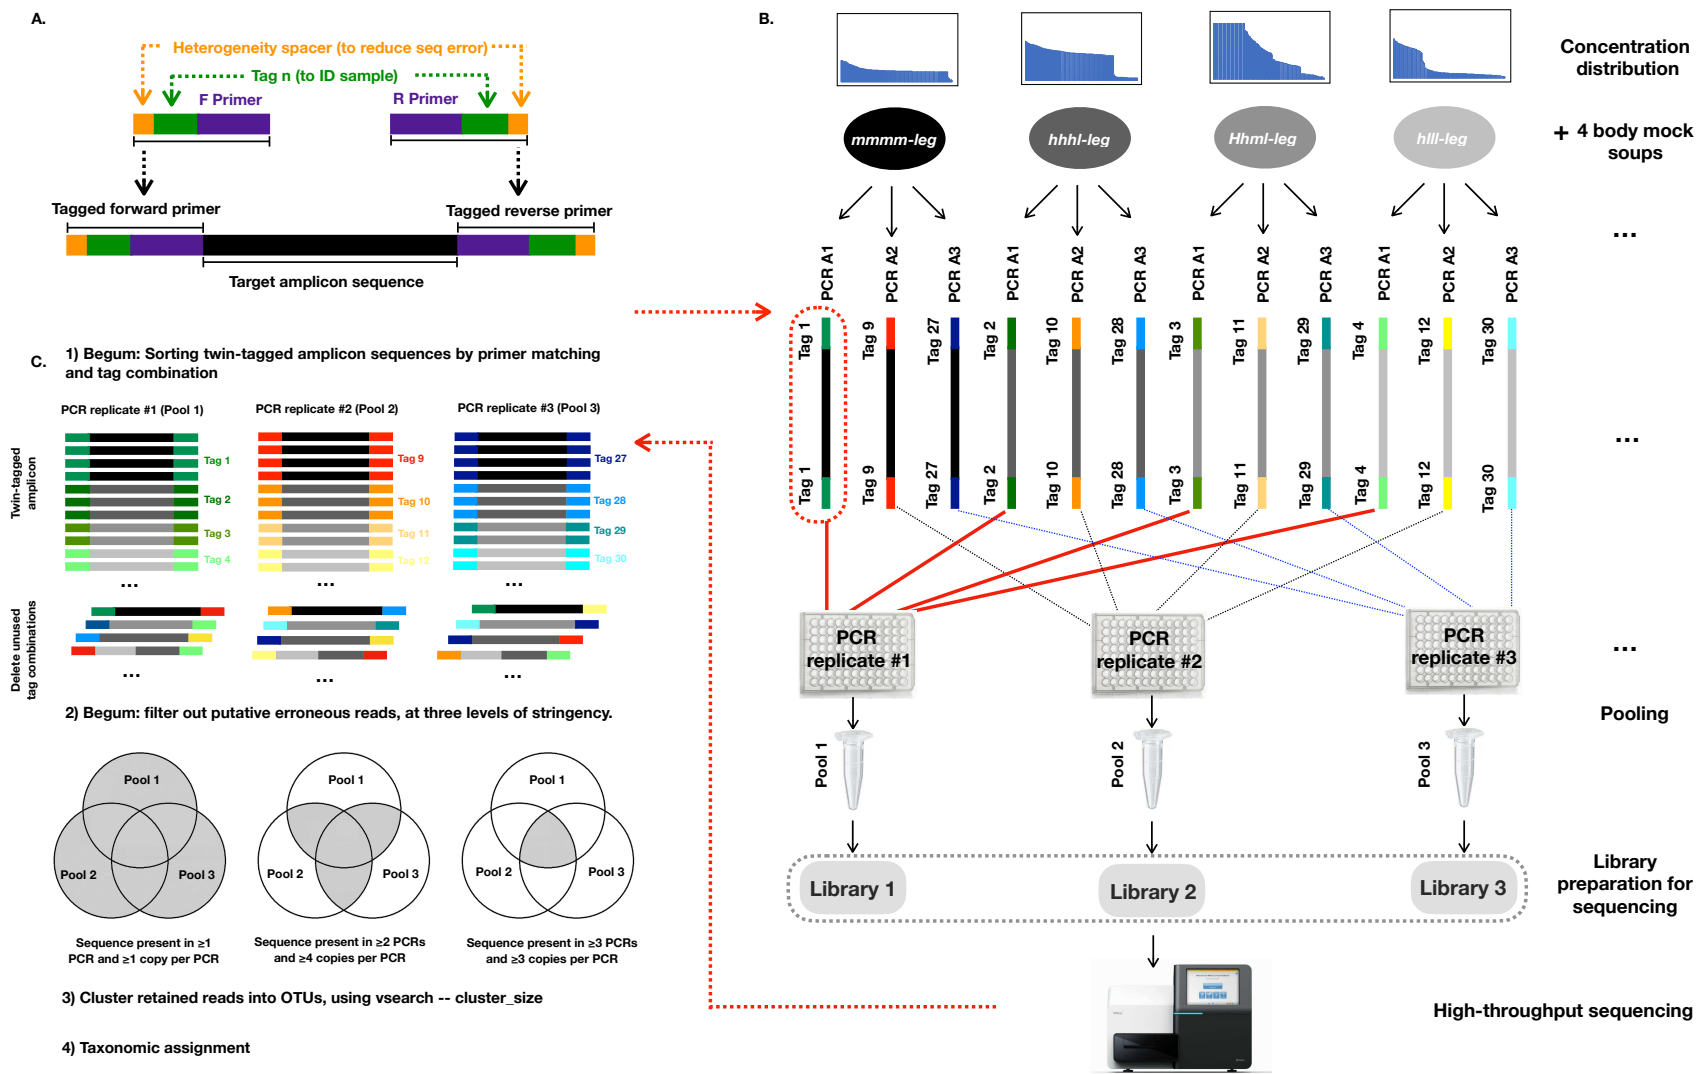 A.
Heterogeneity spacer (to reduce seq error)
Tag n (to ID sample)
F Primer
R Primer
Tagged forward primer
Tagged reverse primer
Target amplicon sequence
B.
Concentration
distribution
mmmm-leg
hhhl-leg
Hhml-leg
hlll-leg
+ 4 body mock
soups
...
PCR A1
PCR A2
PCR A3
PCR A1
PCR A2
PCR A3
PCR A1
PCR A2
PCR A3
PCR A1
PCR A2
PCR A3
Tag 1
Tag 9
Tag 27
Tag 2
Tag 10
Tag 28
Tag 3
Tag 11
Tag 29
Tag 4
Tag 12
Tag 30
...
Tag 1
Tag 9
Tag 27
Tag 2
Tag 10
Tag 28
Tag 3
Tag 11
Tag 29
Tag 4
Tag 12
Tag 30
PCR
replicate #1
PCR
replicate #2
PCR
replicate #3
...
Pooling
Pool 1
Pool 2
Pool 3
Library 1
Library 2
Library 3
Library
preparation for
sequencing
High-throughput sequencing
C.
1) Begum: Sorting twin-tagged amplicon sequences by primer matching
and tag combination
PCR replicate #1 (Pool 1)
PCR replicate #2 (Pool 2)
PCR replicate #3 (Pool 3)
Twin-tagged
amplicon
Tag 1
Tag 2
Tag 3
Tag 4
Tag 9
Tag 10
Tag 11
Tag 12
Tag 27
Tag 28
Tag 29
Tag 30
...
...
...
Delete unused
tag combinations
...
...
...
2) Begum: filter out putative erroneous reads, at three levels of stringency.
Pool 1
Pool 2
Pool 3
Pool 1
Pool 2
Pool 3
Pool 1
Pool 2
Pool 3
Sequence present in ≥1
PCR and ≥1 copy per PCR
Sequence present in ≥2 PCRs
and ≥4 copies per PCR
Sequence present in ≥3 PCRs
and ≥3 copies per PCR
3) Cluster retained reads into OTUs, using vsearch -- cluster_size
4) Taxonomic assignment